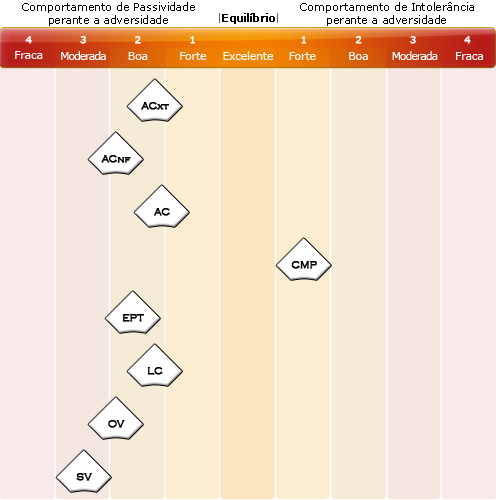 Comportamento de Passividade
perante a adversidade
|Equilíbrio|
Comportamento de Intolerância
perante a adversidade
4 3 2 1 1 2 3 4
Fraca Moderada Boa Forte Excelente Forte Boa Moderada Fraca
ACXT
ACNF
AC
CMP
EPT
LC
OV
SV